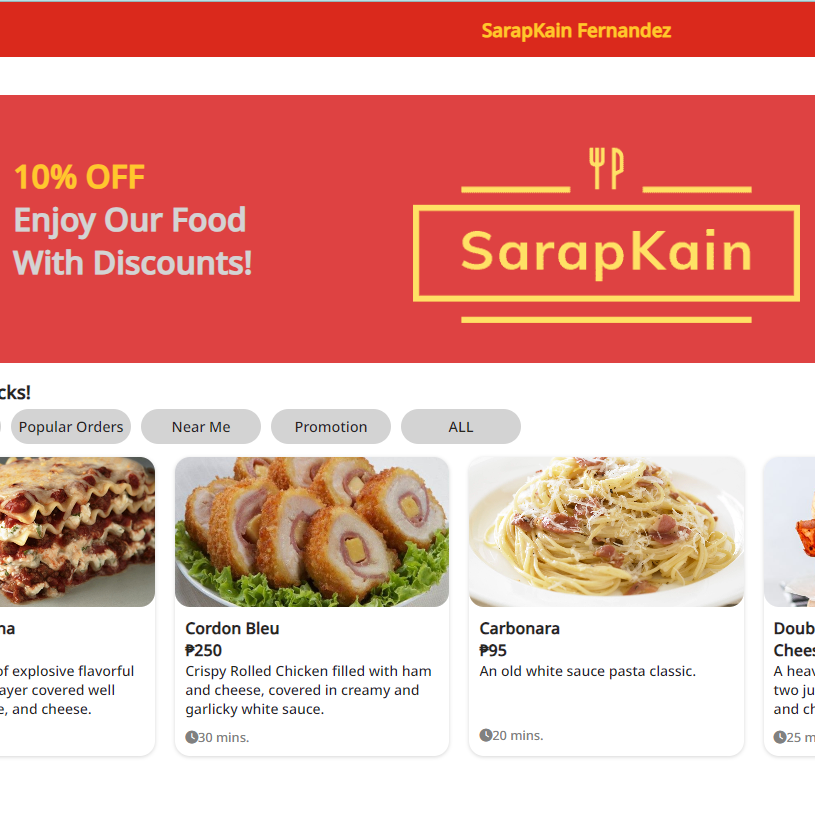 SarapKain Fernandez
10% OFF
Enjoy Our Food
With Discounts!
SarapKain
cks!
Popular Orders
Near Me
Promotion
ALL
na
of explosive flavorful
ayer covered well
e, and cheese.
Cordon Bleu
₱250
Crispy Rolled Chicken filled with ham
and cheese, covered in creamy and
garlicky white sauce.
30 mins.
Carbonara
₱95
An old white sauce pasta classic.
20 mins.
Doub
Chees
A heav
two ju
and ch
25 m